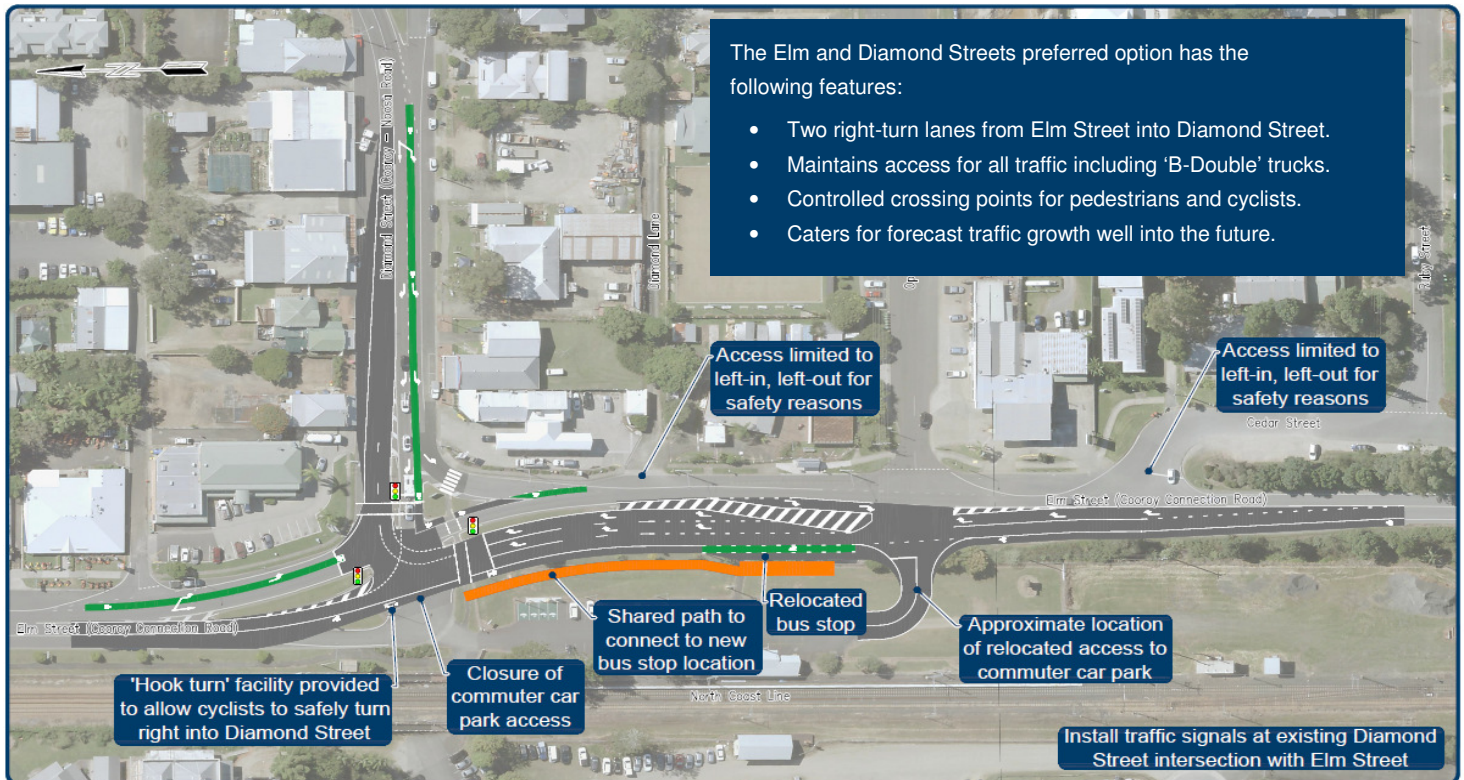 The Elm and Diamond Streets preferred option has the
following features:
• Two right-turn lanes from Elm Street into Diamond Street.
• Maintains access for all traffic including ‘B-Double’ trucks.
• Controlled crossing points for pedestrians and cyclists.
• Caters for forecast traffic growth well into the future.
N
Diamond Street (Cooroy - Noosa Road)
Diamond Lane
Op
Ruby Street
Access limited to
left-in, left-out for
safety reasons
Access limited to
left-in, left-out for
safety reasons
Cedar Street
Elm Street (Cooroy Connection Road)
Elm Street (Cooroy Connection Road)
Relocated
bus stop
Shared path to
connect to new
bus stop location
Approximate location
of relocated access to
commuter car park
Closure of
commuter car
park access
'Hook turn' facility provided
to allow cyclists to safely turn
right into Diamond Street
North Coast Line
Install traffic signals at existing Diamond
Street intersection with Elm Street